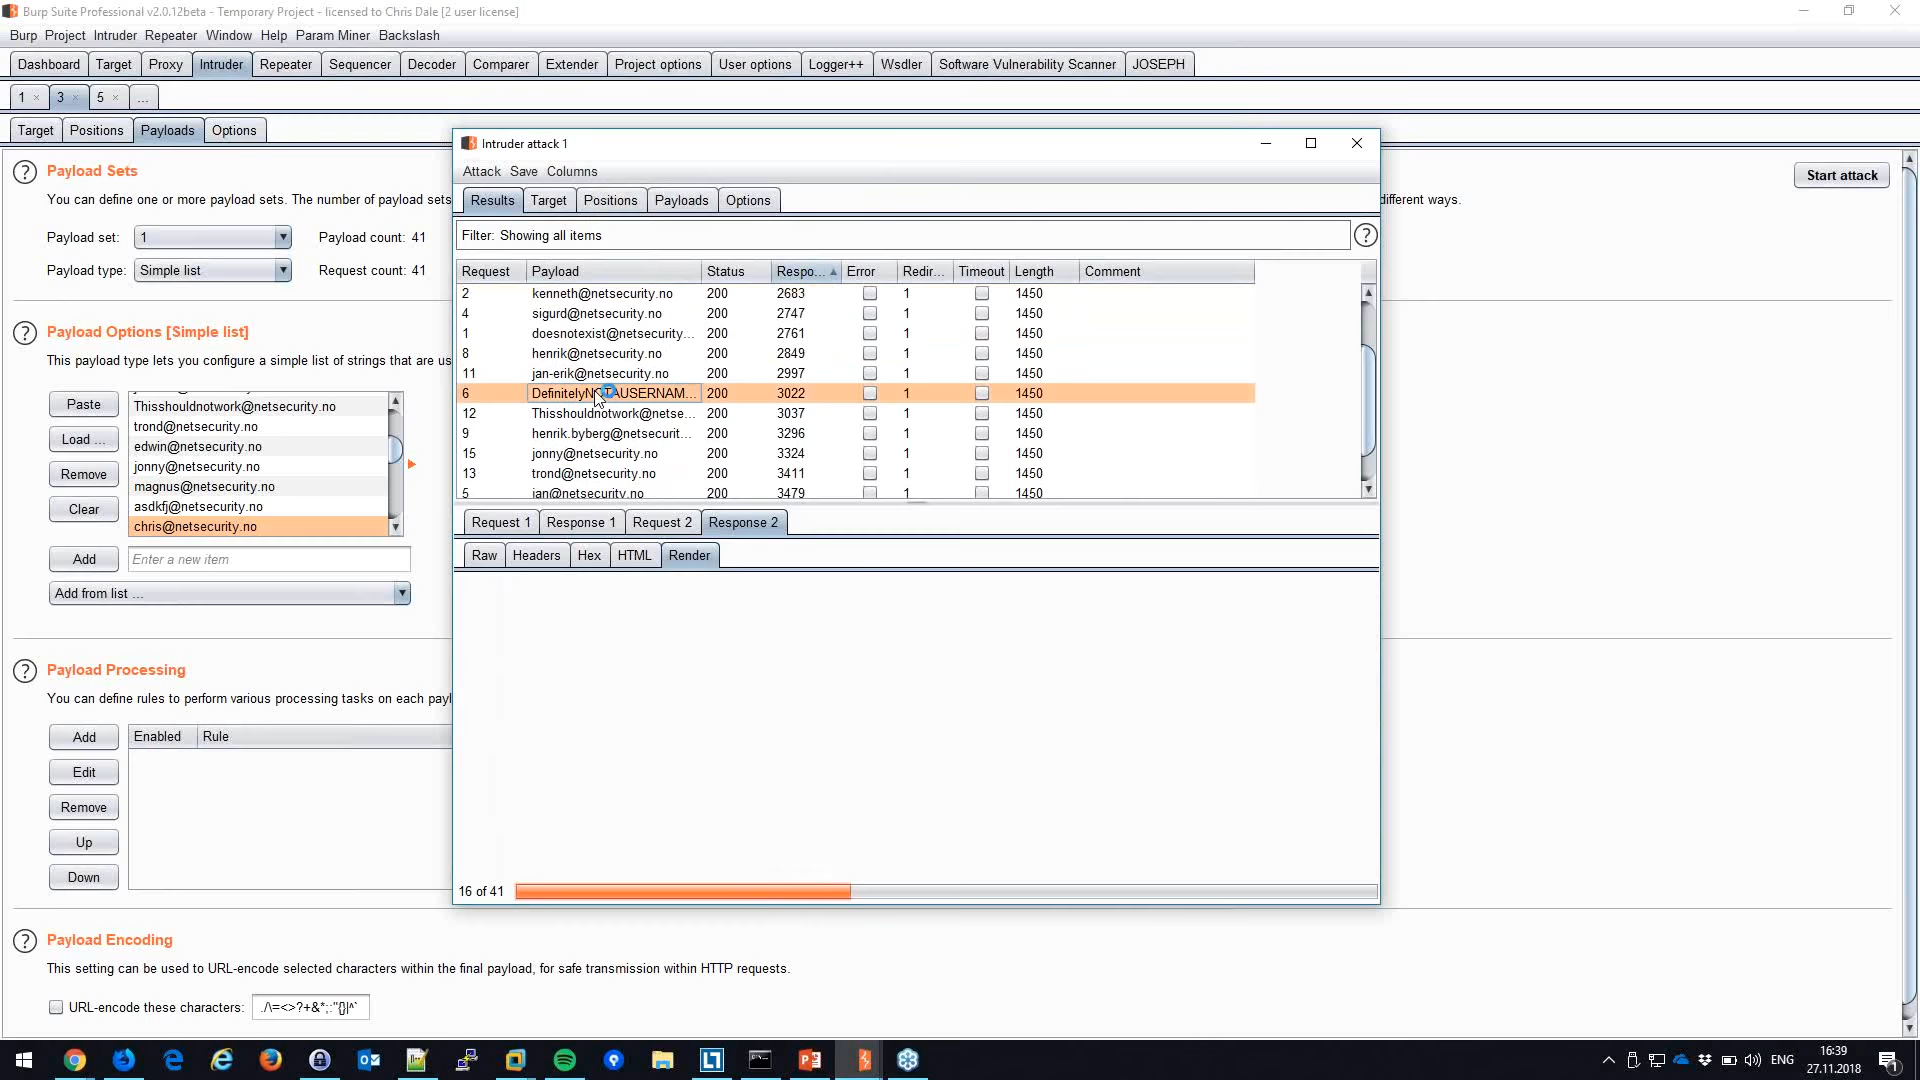 Burp Suite Professional v2.0.12beta - Temporary Project - licensed to Chris Dale [2 user license]
Burp Project Intruder Repeater Window Help Param Miner Backslash
Dashboard Target Proxy Intruder Repeater Sequencer Decoder Comparer Extender Project options User options Logger++ Wsdler Software Vulnerability Scanner JOSEPH
1 × 3 × 5 × ...
Target Positions Payloads Options
? Payload Sets
You can define one or more payload sets. The number of payload sets
different ways.
Start attack
Payload set: 1 Payload count: 41
Payload type: Simple list Request count: 41
? Payload Options [Simple list]
This payload type lets you configure a simple list of strings that are us
Paste
Load ...
Remove
Clear
Thisshouldnotwork@netsecurity.no
trond@netsecurity.no
edwin@netsecurity.no
jonny@netsecurity.no
magnus@netsecurity.no
asdkfj@netsecurity.no
chris@netsecurity.no
Add Enter a new item
Add from list ...
? Payload Processing
You can define rules to perform various processing tasks on each payl
Add
Edit
Remove
Up
Down
Enabled Rule
? Payload Encoding
This setting can be used to URL-encode selected characters within the final payload, for safe transmission within HTTP requests.
URL-encode these characters: ./\=<>?+&*;:"{}|^`
Intruder attack 1
Attack Save Columns
Results Target Positions Payloads Options
Filter: Showing all items ?
Request Payload Status Respo... Error Redir... Timeout Length Comment
2 kenneth@netsecurity.no 200 2683 1 1450
4 sigurd@netsecurity.no 200 2747 1 1450
1 doesnotexist@netsecurity... 200 2761 1 1450
8 henrik@netsecurity.no 200 2849 1 1450
11 jan-erik@netsecurity.no 200 2997 1 1450
6 DefinitelyNOTAUSERNAM... 200 3022 1 1450
12 Thisshouldnotwork@netse... 200 3037 1 1450
9 henrik.byberg@netsecurit... 200 3296 1 1450
15 jonny@netsecurity.no 200 3324 1 1450
13 trond@netsecurity.no 200 3411 1 1450
5 jan@netsecurity.no 200 3479 1 1450
Request 1 Response 1 Request 2 Response 2
Raw Headers Hex HTML Render
16 of 41
ENG
16:39
27.11.2018
1